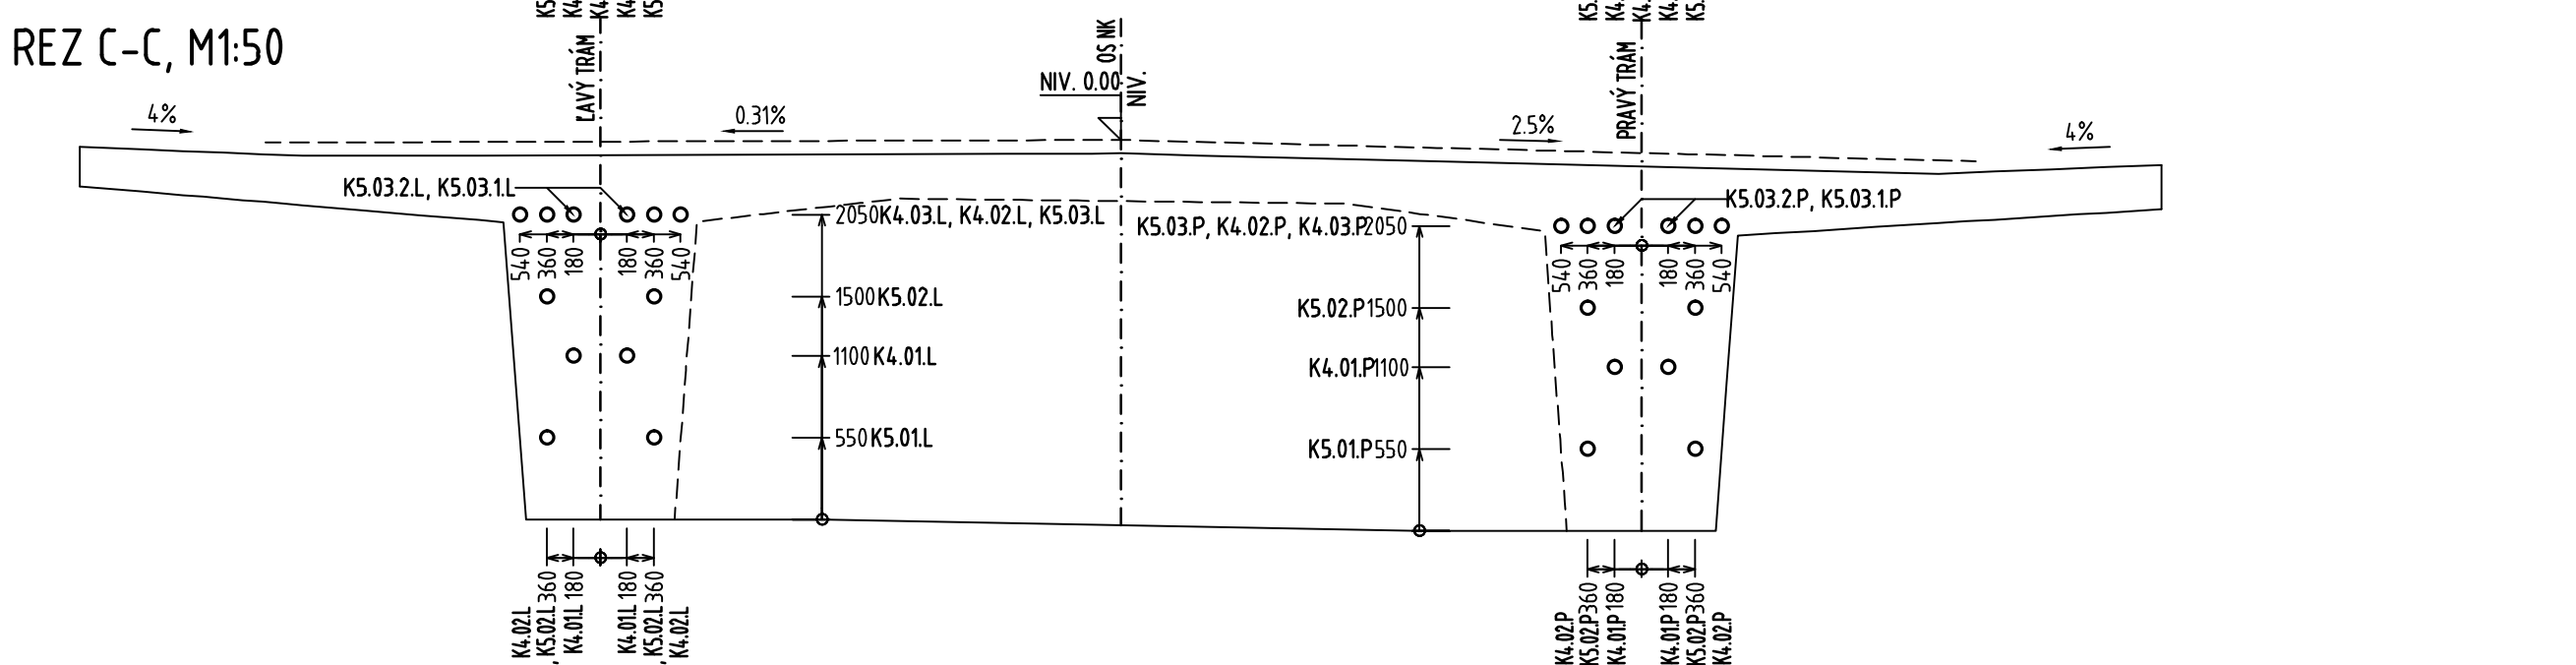 REZ C-C, M1:50
ĽAVÝ TRÁM
OS NK
NIV.
NIV. 0.00
PRAVÝ TRÁM
4%
0.31%
2.5%
4%
K5.03.2.L, K5.03.1.L
K5.03.2.P, K5.03.1.P
2050 K4.03.L, K4.02.L, K5.03.L
K5.03.P, K4.02.P, K4.03.P 2050
540 360 180 180 360 540
540 360 180 180 360 540
1500 K5.02.L
K5.02.P 1500
1100 K4.01.L
K4.01.P 1100
550 K5.01.L
K5.01.P 550
K4.02.L
K5.02.L 360
K4.01.L 180
K4.01.L 180
K5.02.L 360
K4.02.L
K4.02.P
K5.02.P 360
K4.01.P 180
K4.01.P 180
K5.02.P 360
K4.02.P